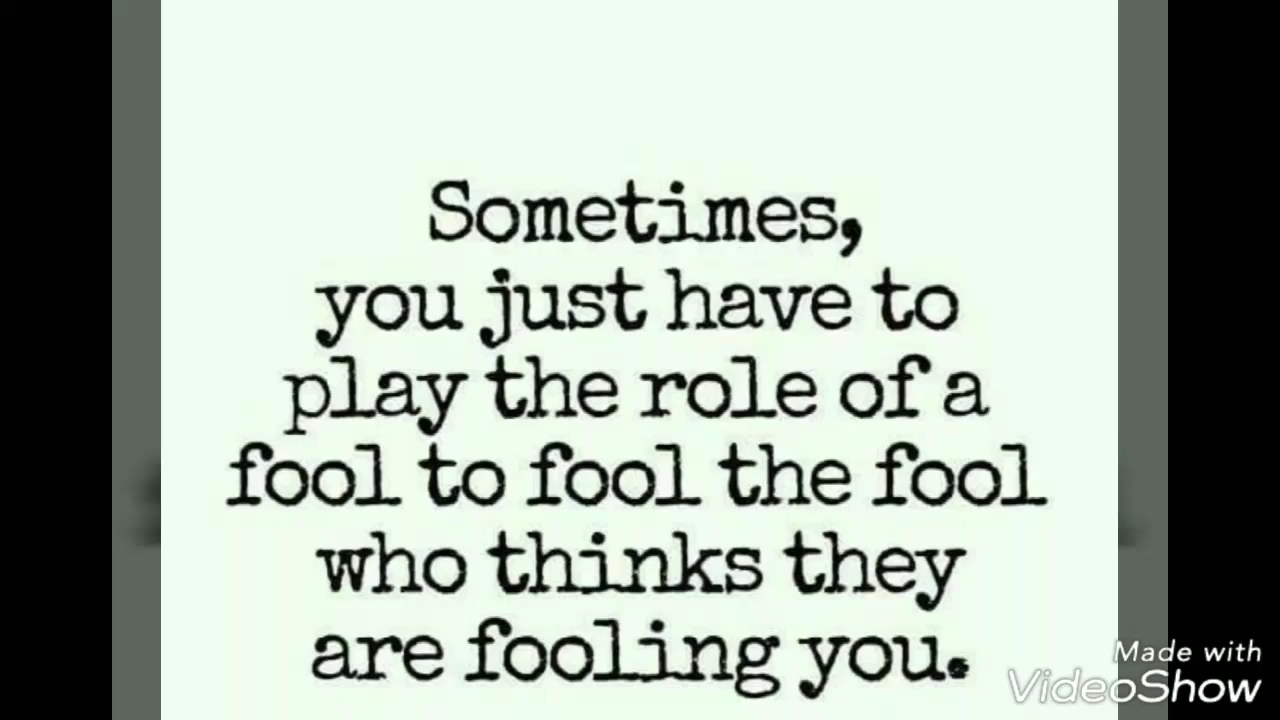 Sometimes,
you just have to
play the role of a
fool to fool the fool
who thinks they
are fooling you.
Made with
VideoShow